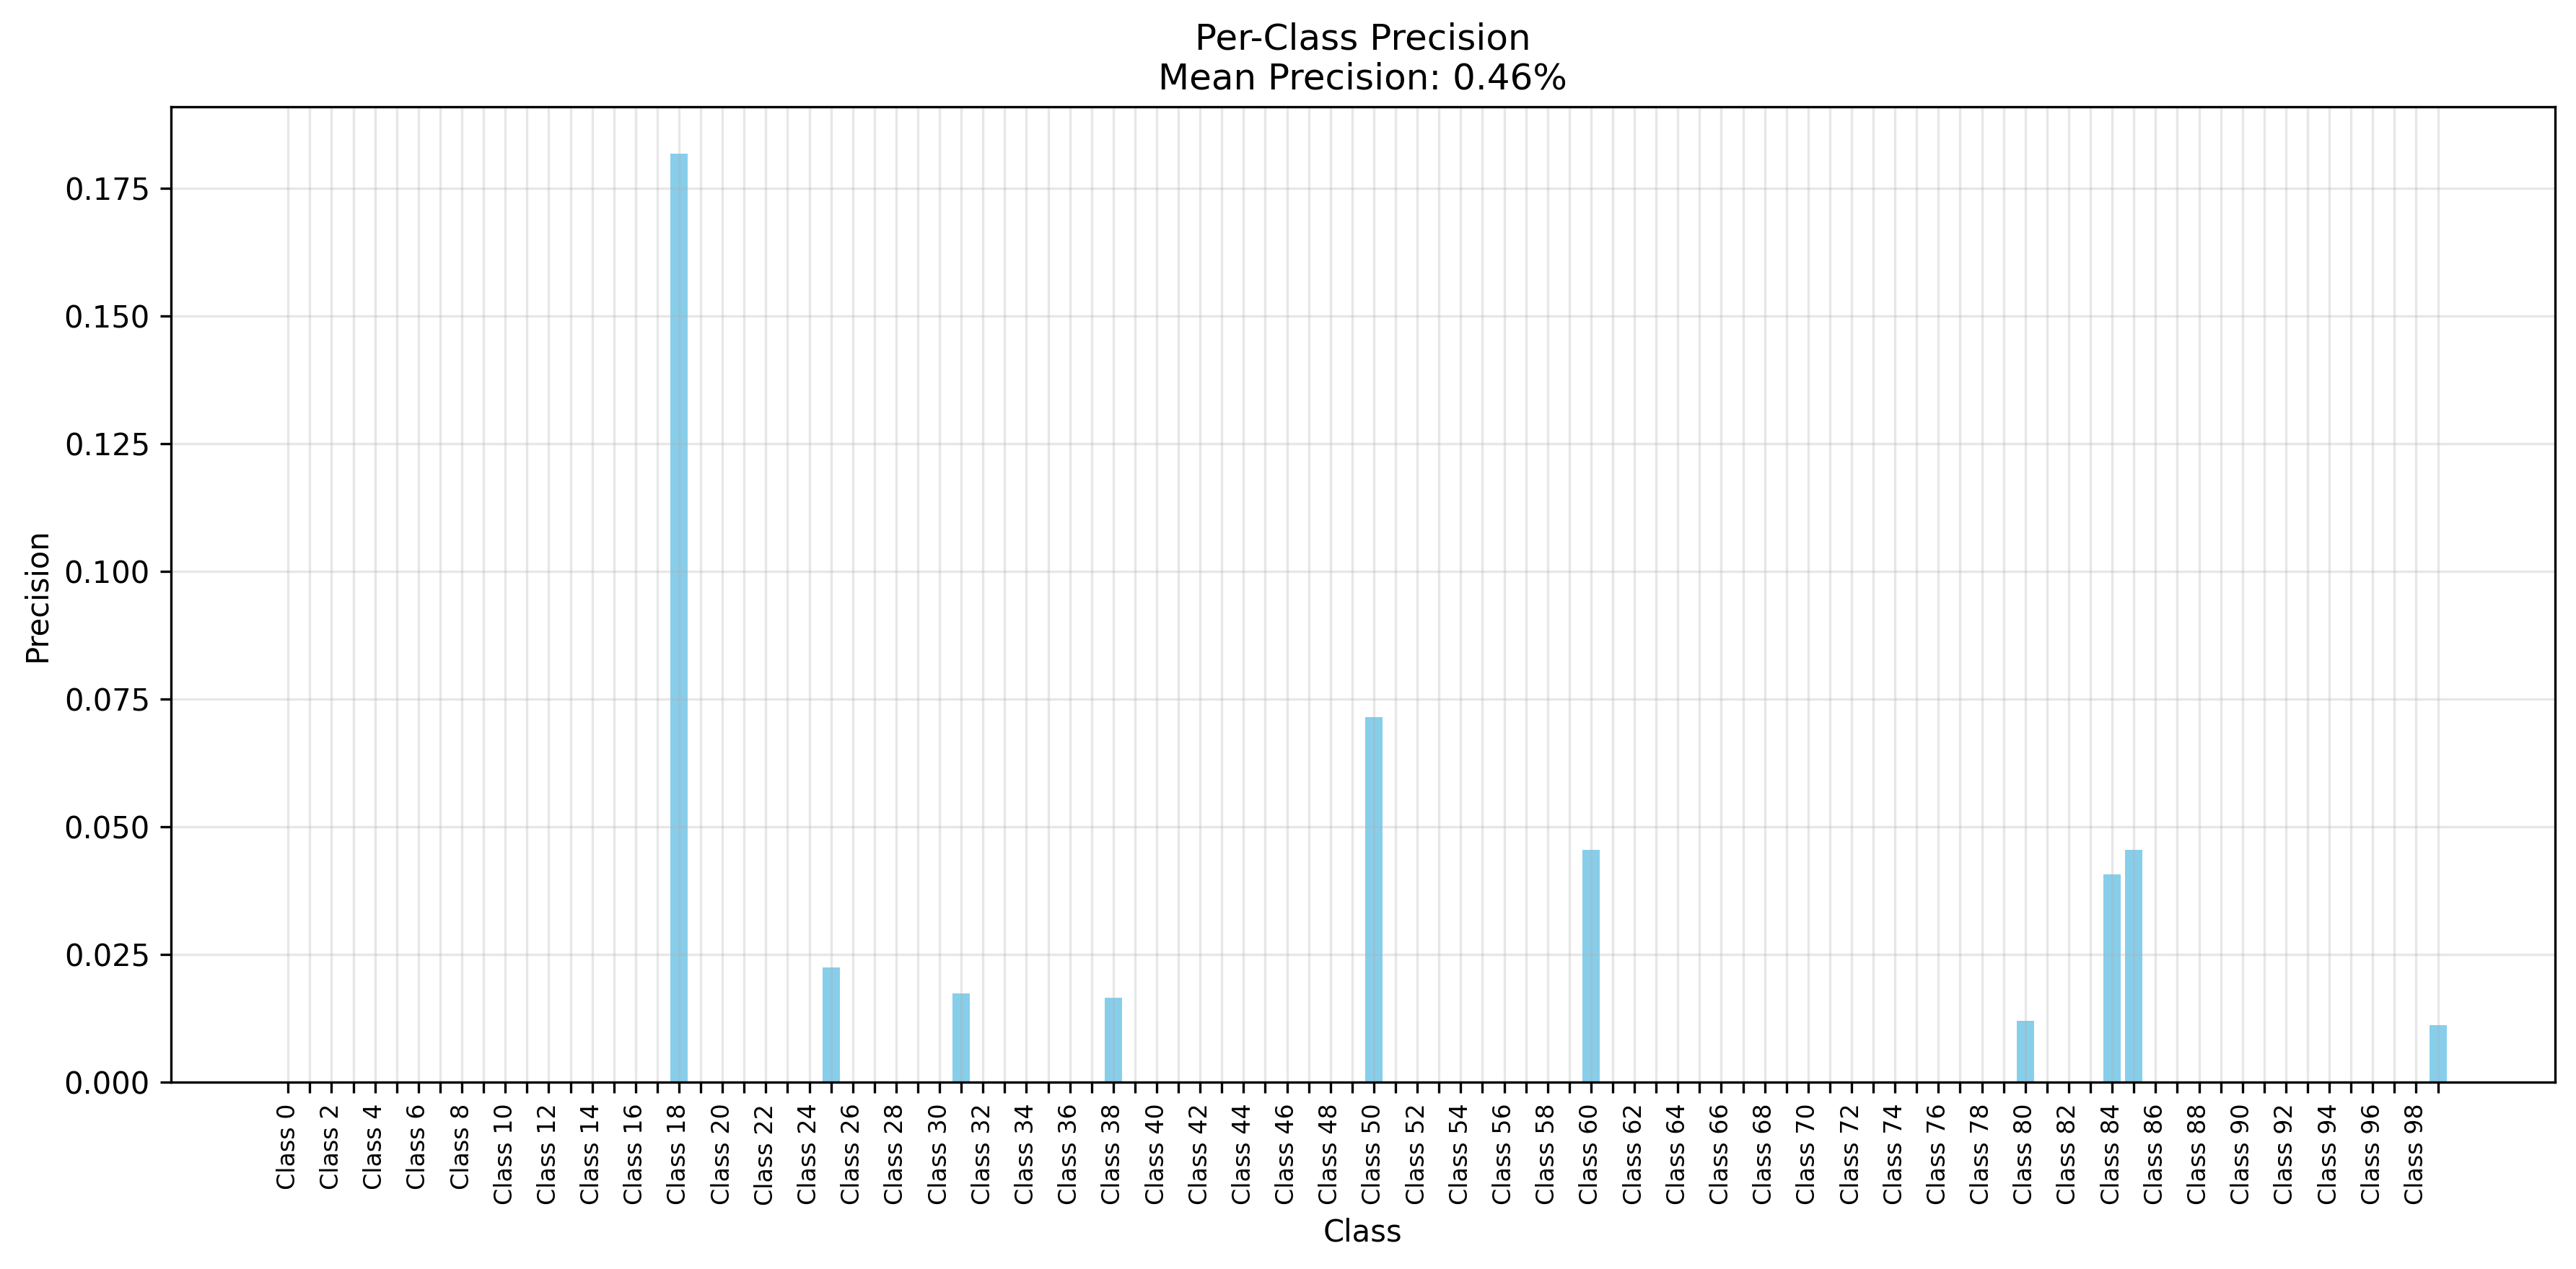 Per-Class Precision
Mean Precision: 0.46%
Precision
0.175
0.150
0.125
0.100
0.075
0.050
0.025
0.000
Class 0
Class 2
Class 4
Class 6
Class 8
Class 10
Class 12
Class 14
Class 16
Class 18
Class 20
Class 22
Class 24
Class 26
Class 28
Class 30
Class 32
Class 34
Class 36
Class 38
Class 40
Class 42
Class 44
Class 46
Class 48
Class 50
Class 52
Class 54
Class 56
Class 58
Class 60
Class 62
Class 64
Class 66
Class 68
Class 70
Class 72
Class 74
Class 76
Class 78
Class 80
Class 82
Class 84
Class 86
Class 88
Class 90
Class 92
Class 94
Class 96
Class 98
Class